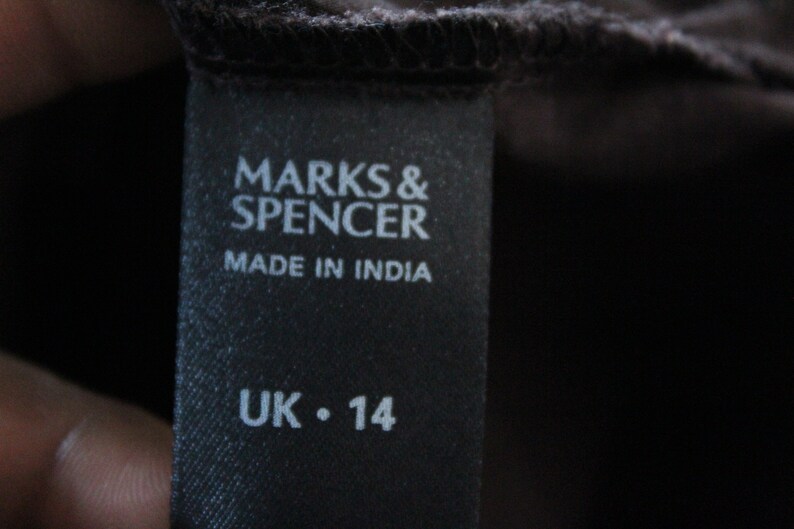 MARKS &
SPENCER
MADE IN INDIA
UK • 14